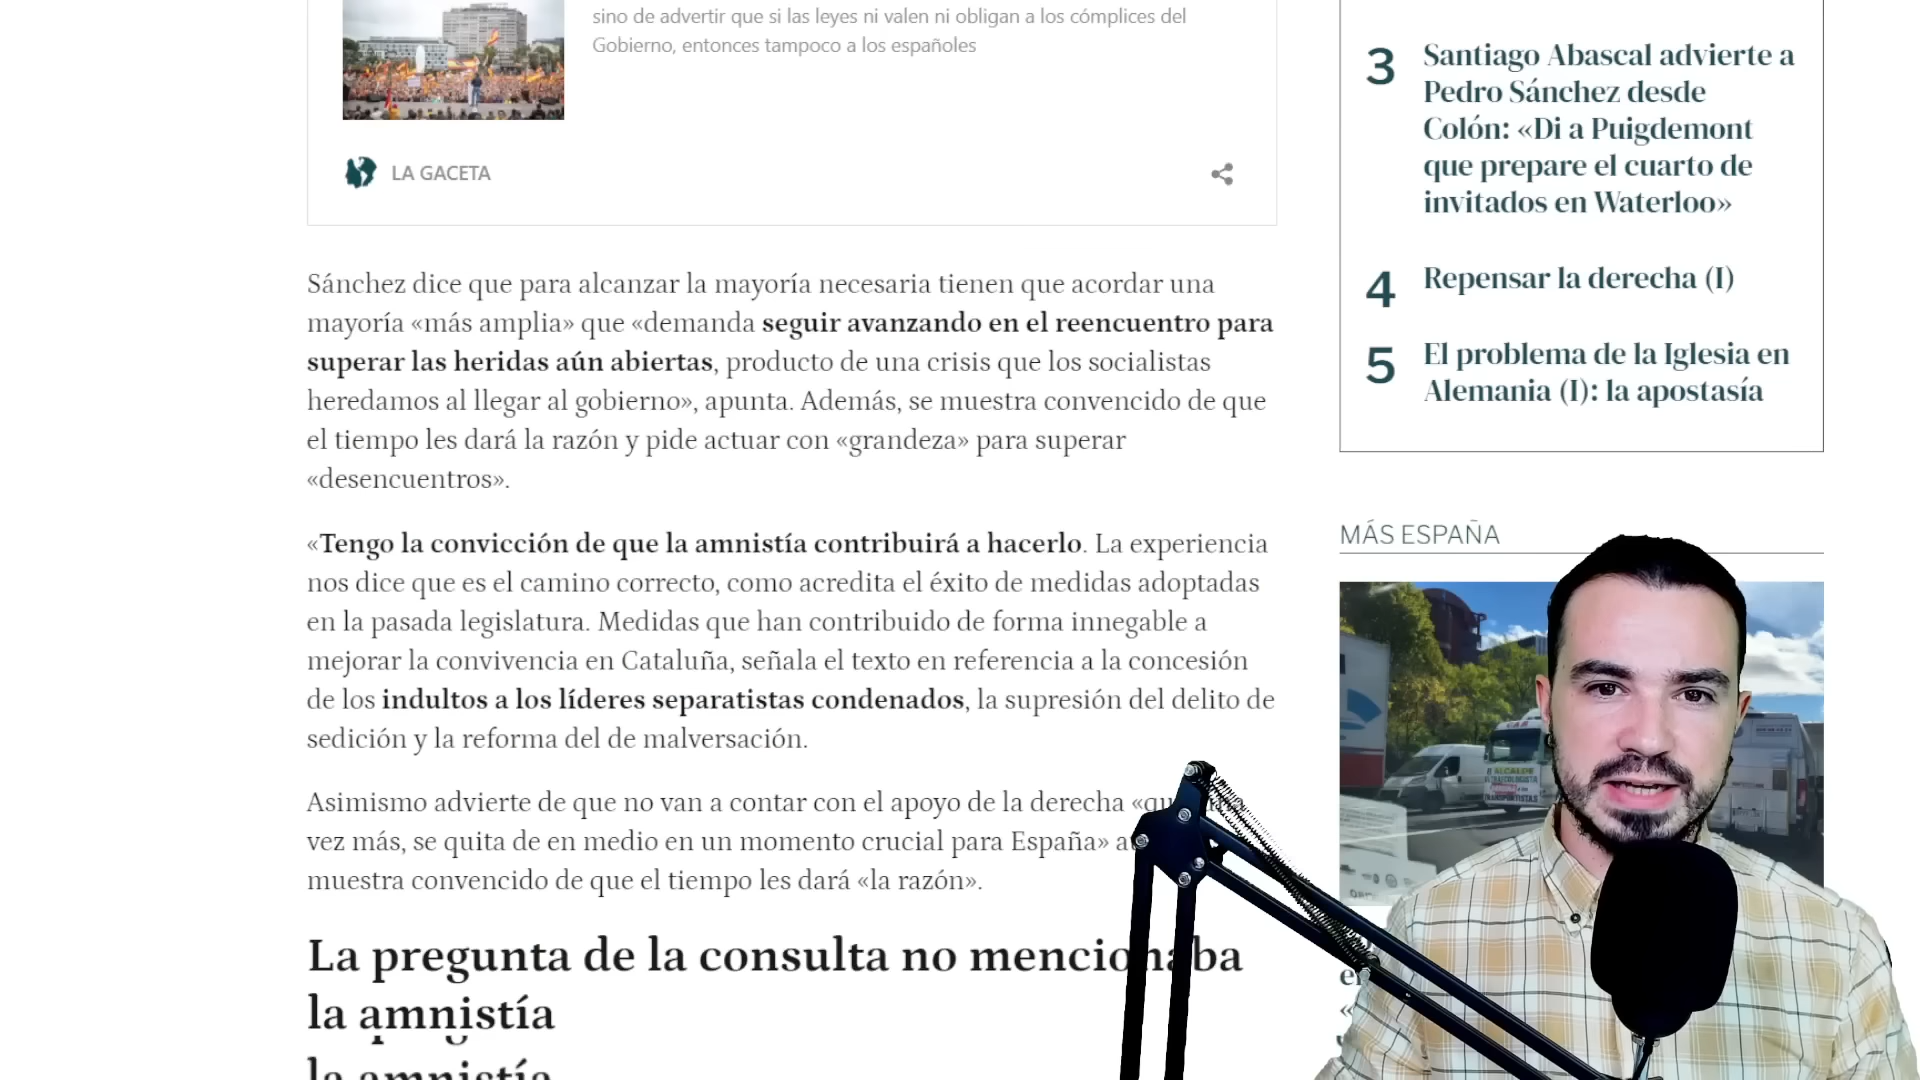 sino de advertir que si las leyes ni valen ni obligan a los cómplices del
Gobierno, entonces tampoco a los españoles
LA GACETA
Sánchez dice que para alcanzar la mayoría necesaria tienen que acordar una
mayoría «más amplia» que «demanda seguir avanzando en el reencuentro para
superar las heridas aún abiertas, producto de una crisis que los socialistas
heredamos al llegar al gobierno», apunta. Además, se muestra convencido de que
el tiempo les dará la razón y pide actuar con «grandeza» para superar
«desencuentros».
«Tengo la convicción de que la amnistía contribuirá a hacerlo. La experiencia
nos dice que es el camino correcto, como acredita el éxito de medidas adoptadas
en la pasada legislatura. Medidas que han contribuido de forma innegable a
mejorar la convivencia en Cataluña, señala el texto en referencia a la concesión
de los indultos a los líderes separatistas condenados, la supresión del delito de
sedición y la reforma del de malversación.
Asimismo advierte de que no van a contar con el apoyo de la derecha
vez más, se quita de en medio en un momento crucial para España»
muestra convencido de que el tiempo les dará «la razón».
La pregunta de la consulta no mencionaba
la amnistía
la amnistía
3 Santiago Abascal advierte a
Pedro Sánchez desde
Colón: «Di a Puigdemont
que prepare el cuarto de
invitados en Waterloo»
4 Repensar la derecha (I)
5 El problema de la Iglesia en
Alemania (I): la apostasía
MÁS ESPAÑA
ALCALDE
TRANSPORTISTAS